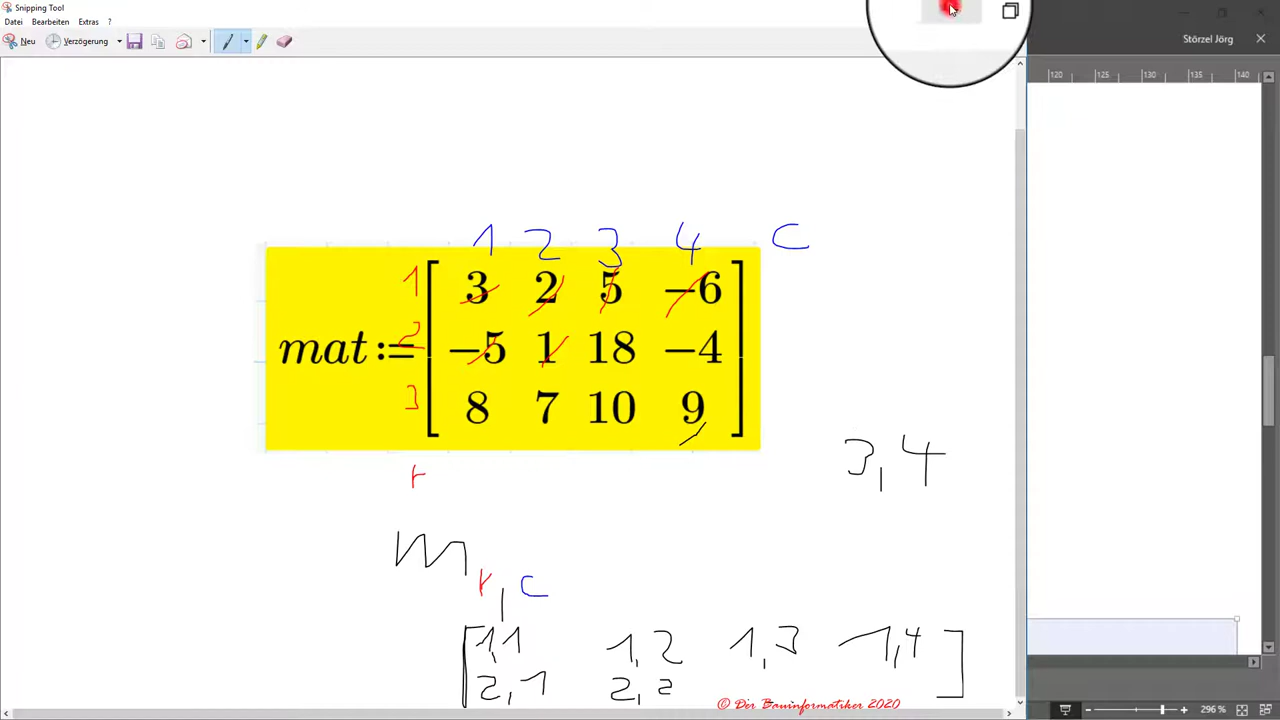 Snipping Tool
Datei Bearbeiten Extras ?
Neu Verzögerung
Störzel Jörg
120 125 130 135 140
1 2 3 4 C
1 3 2 5 −6
mat:= 2 −5 1 18 −4
3 8 7 10 9
r
3,4
m r,c
1,1 1,2 1,3 1,4
2,1 2,2
© Der Bauinformatiker 2020
296 %